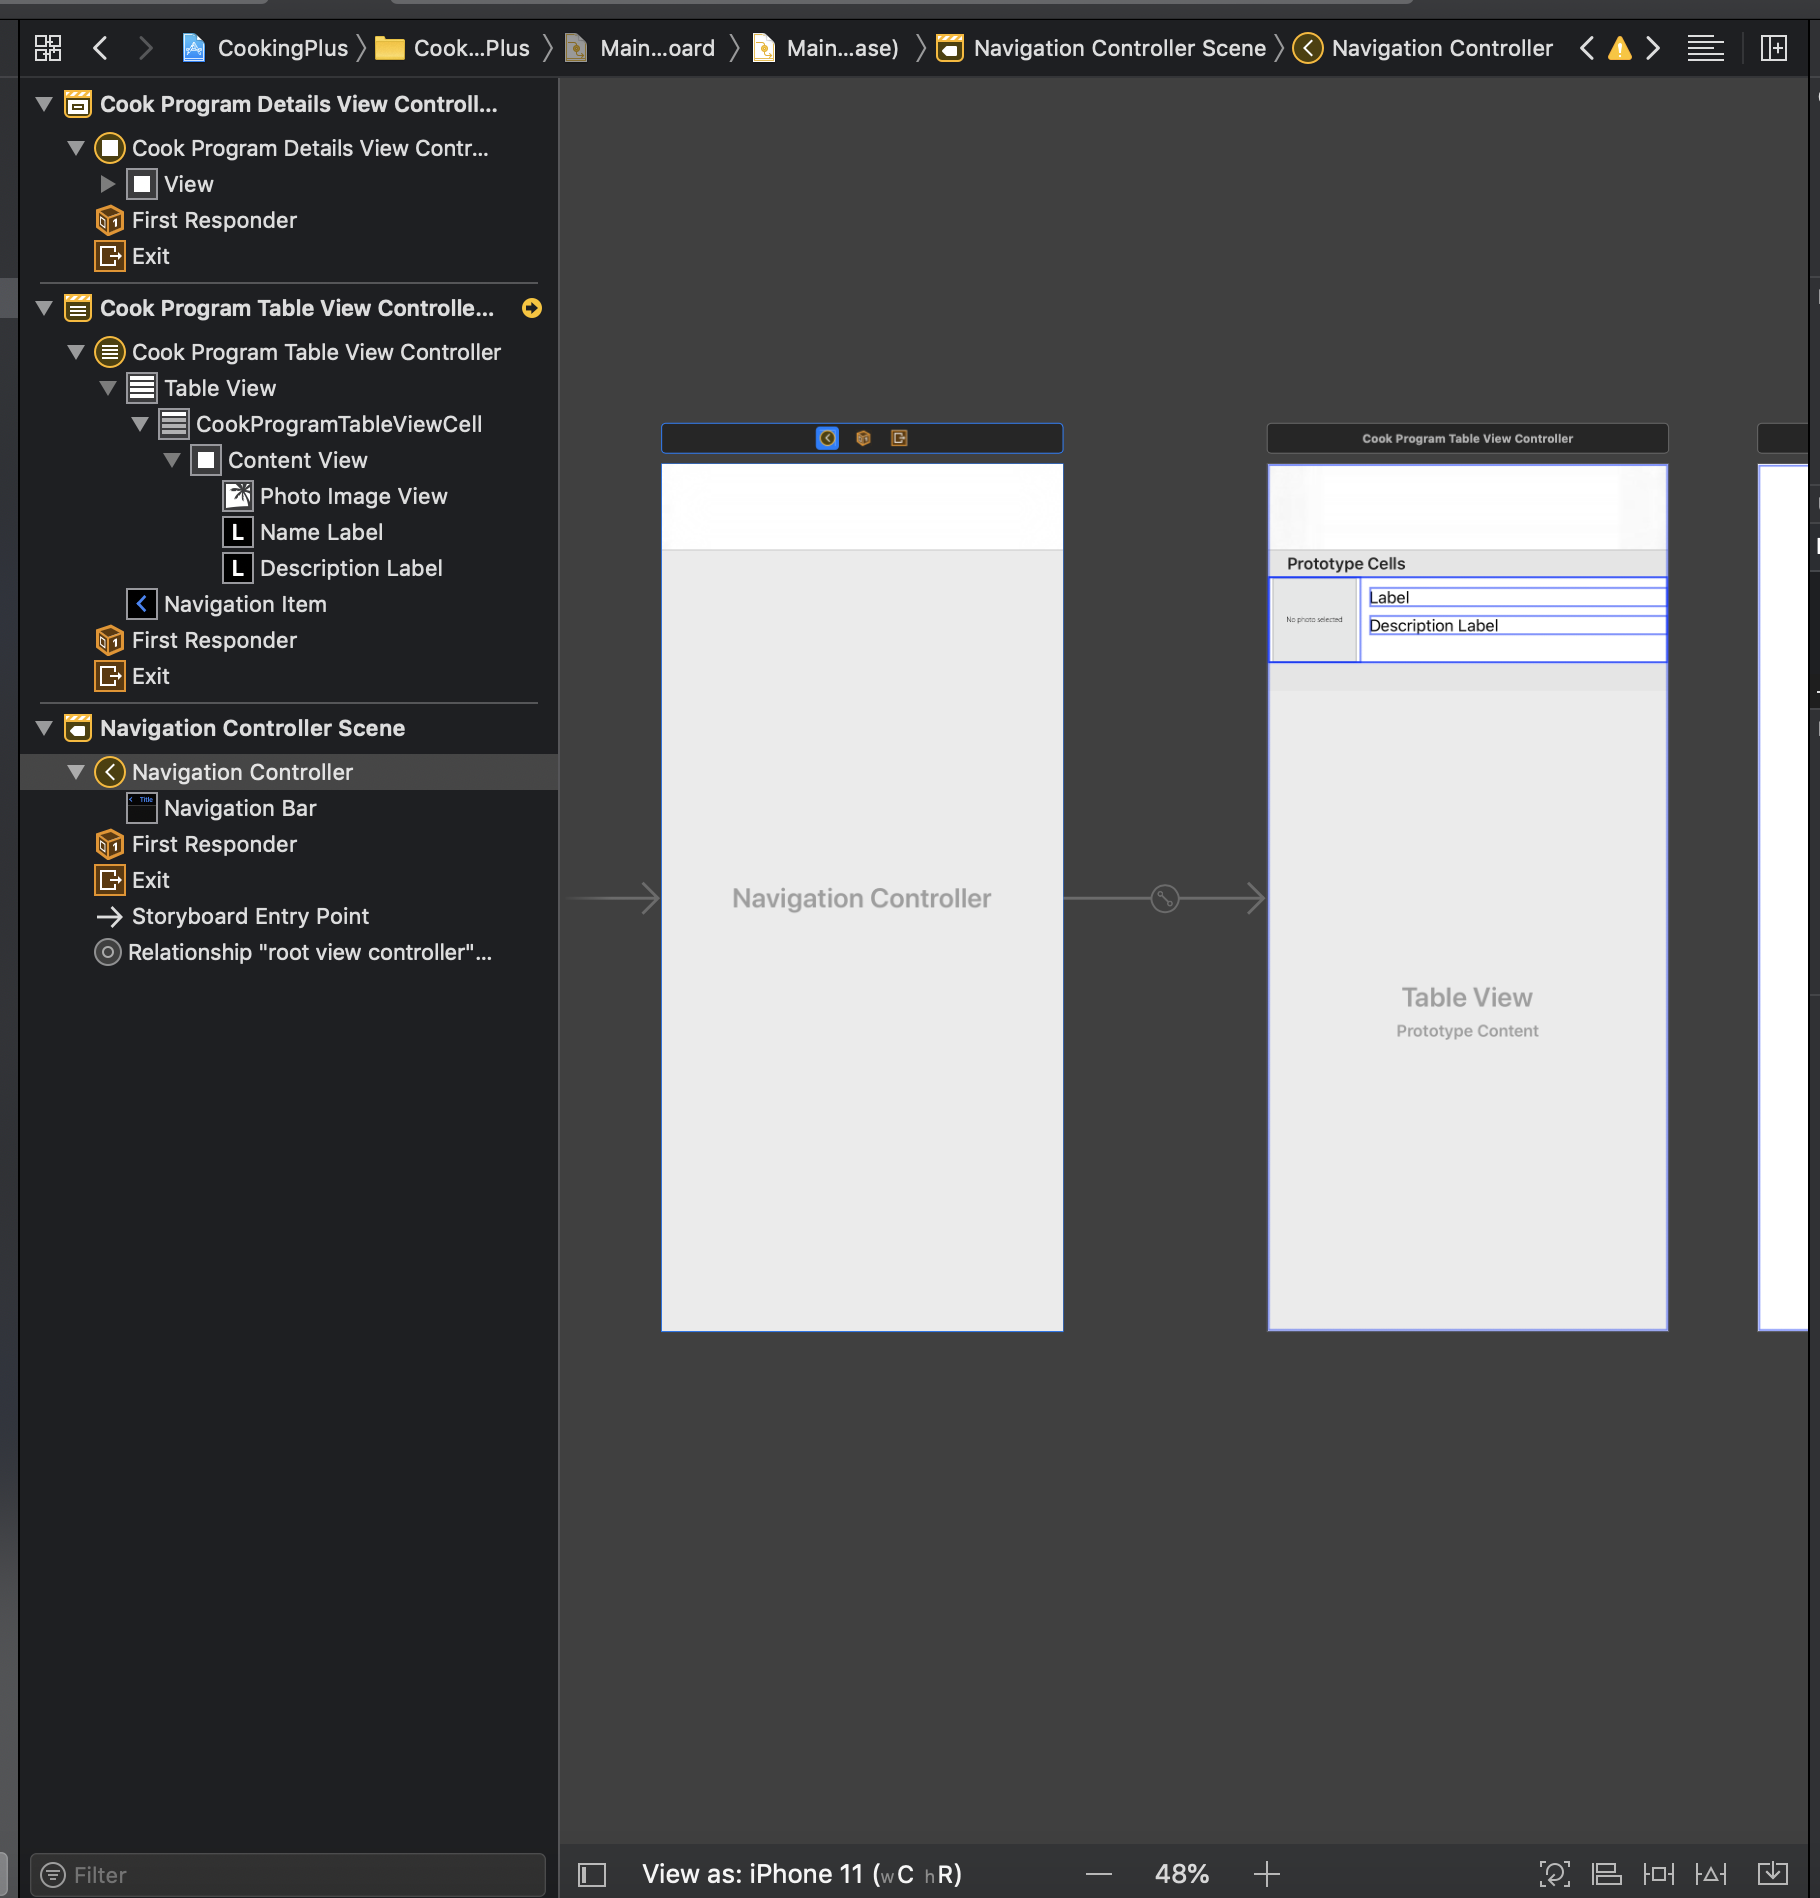 CookingPlus
Cook...Plus
Main...oard
Main...ase)
Navigation Controller Scene
Navigation Controller
Cook Program Details View Controll...
Cook Program Details View Contr...
View
First Responder
Exit
Cook Program Table View Controlle...
Cook Program Table View Controller
Table View
CookProgramTableViewCell
Content View
Photo Image View
L Name Label
L Description Label
Navigation Item
First Responder
Exit
Navigation Controller Scene
Navigation Controller
Title
Navigation Bar
First Responder
Exit
Storyboard Entry Point
Relationship "root view controller"...
Filter
Navigation Controller
Cook Program Table View Controller
Prototype Cells
No photo selected
Label
Description Label
Table View
Prototype Content
View as: iPhone 11 (wC hR)
48%